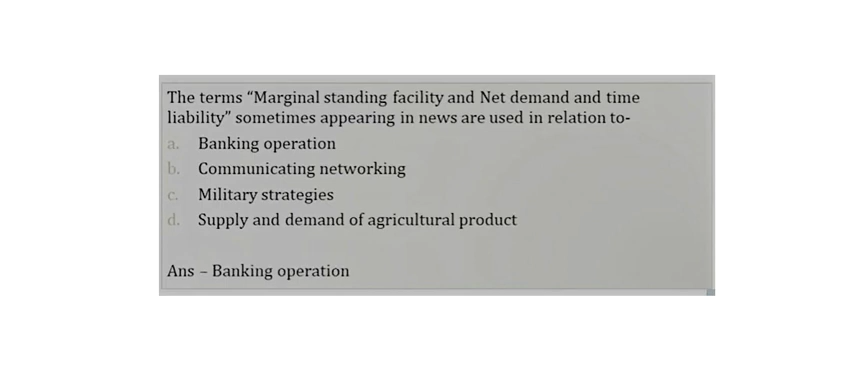 The terms “Marginal standing facility and Net demand and time
liability” sometimes appearing in news are used in relation to-
a. Banking operation
b. Communicating networking
c. Military strategies
d. Supply and demand of agricultural product
Ans – Banking operation